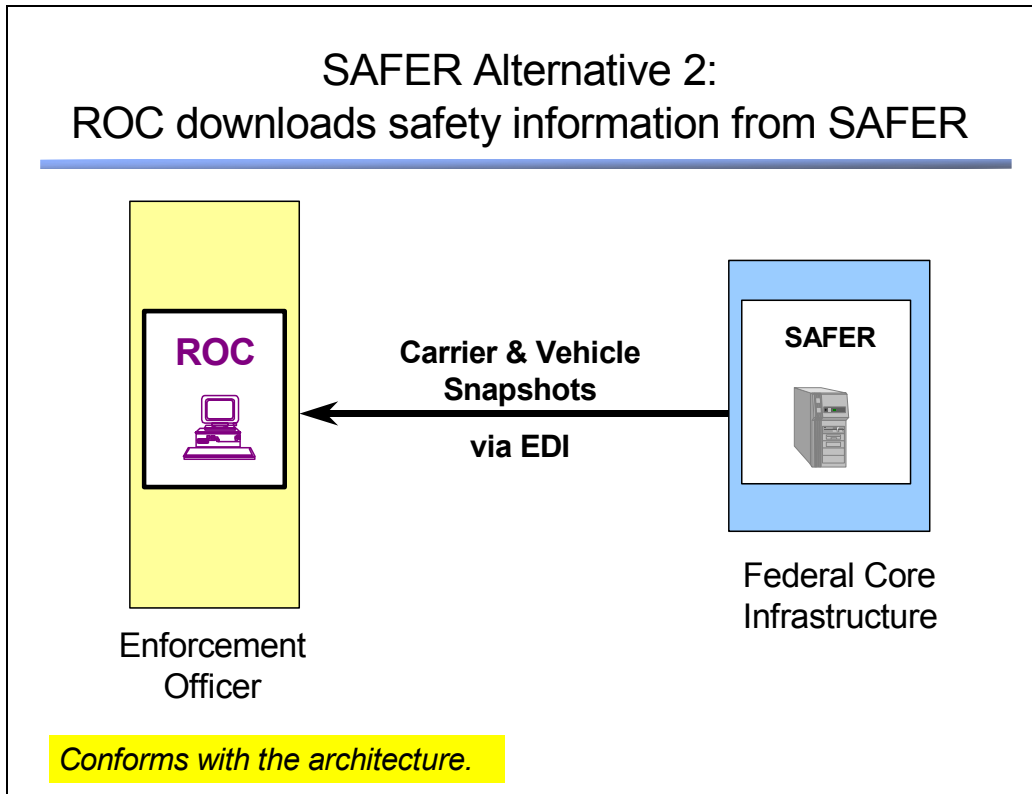 SAFER Alternative 2:
ROC downloads safety information from SAFER
ROC
Carrier & Vehicle
Snapshots
via EDI
SAFER
Enforcement
Officer
Federal Core
Infrastructure
Conforms with the architecture.